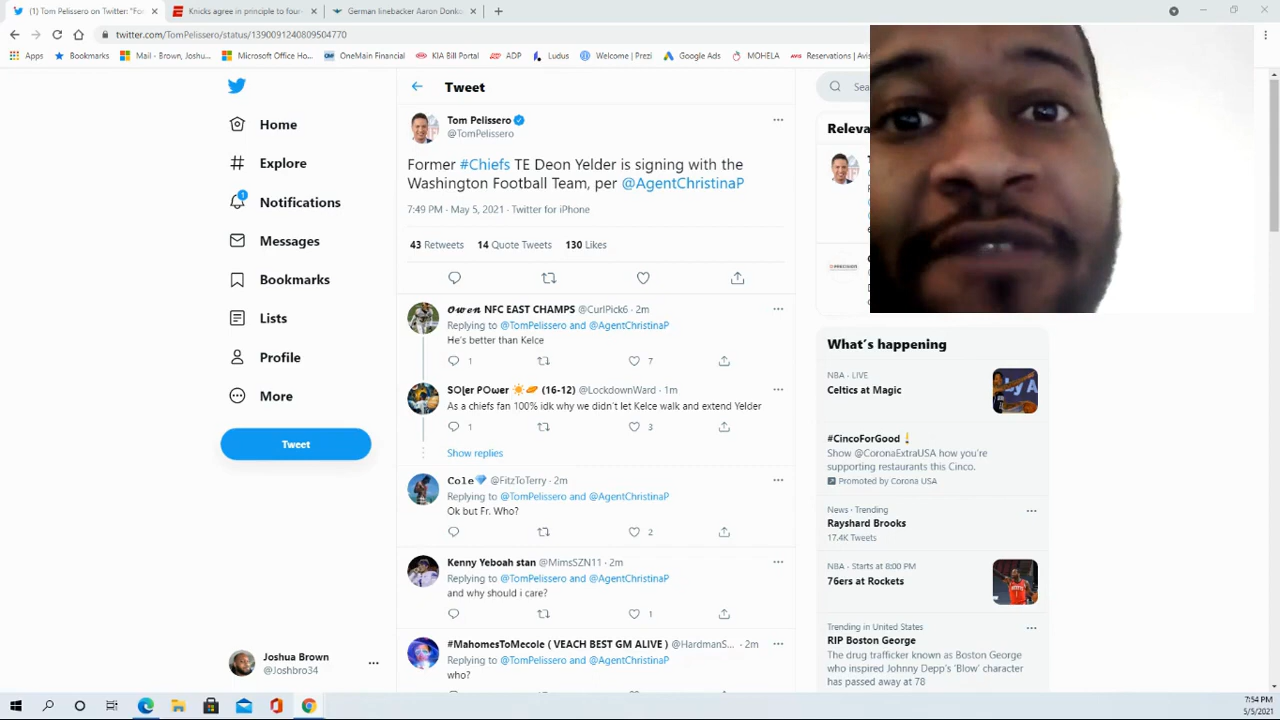 (1) Tom Pelissero on Twitter: "Fo
Knicks agree in principle to four-
German linebacker Aaron Donko
twitter.com/TomPelissero/status/1390091240809504770
Apps
Bookmarks
Mail - Brown, Joshu...
Microsoft Office Ho...
OneMain Financial
KIA Bill Portal
ADP
Ludus
Welcome | Prezi
Google Ads
MOHELA
Reservations | Avis
Home
Explore
1
Notifications
Messages
Bookmarks
Lists
Profile
More
Tweet
Joshua Brown
@Joshbro34
Tweet
Tom Pelissero
@TomPelissero
Former #Chiefs TE Deon Yelder is signing with the
Washington Football Team, per @AgentChristinaP
7:49 PM · May 5, 2021 · Twitter for iPhone
43 Retweets 14 Quote Tweets 130 Likes
𝓞𝔀𝓮𝓷 NFC EAST CHAMPS @CurlPick6 · 2m
Replying to @TomPelissero and @AgentChristinaP
He's better than Kelce
1 7
@LockdownWard · 1m
As a chiefs fan 100% idk why we didn't let Kelce walk and extend Yelder
1 3
Show replies
Cole💎 @FitzToTerry · 2m
Replying to @TomPelissero and @AgentChristinaP
Ok but Fr. Who?
2
Kenny Yeboah stan @MimsSZN11 · 2m
Replying to @TomPelissero and @AgentChristinaP
and why should i care?
1
#MahomesToMecole ( VEACH BEST GM ALIVE ) @HardmanS... · 2m
Replying to @TomPelissero and @AgentChristinaP
who?
Sea
Releva
What's happening
NBA · LIVE
Celtics at Magic
#CincoForGood
Show @CoronaExtraUSA how you're
supporting restaurants this Cinco.
Promoted by Corona USA
News · Trending
Rayshard Brooks
17.4K Tweets
NBA · Starts at 8:00 PM
76ers at Rockets
Trending in United States
RIP Boston George
The drug trafficker known as Boston George
who inspired Johnny Depp's 'Blow' character
has passed away at 78
7:54 PM
5/5/2021